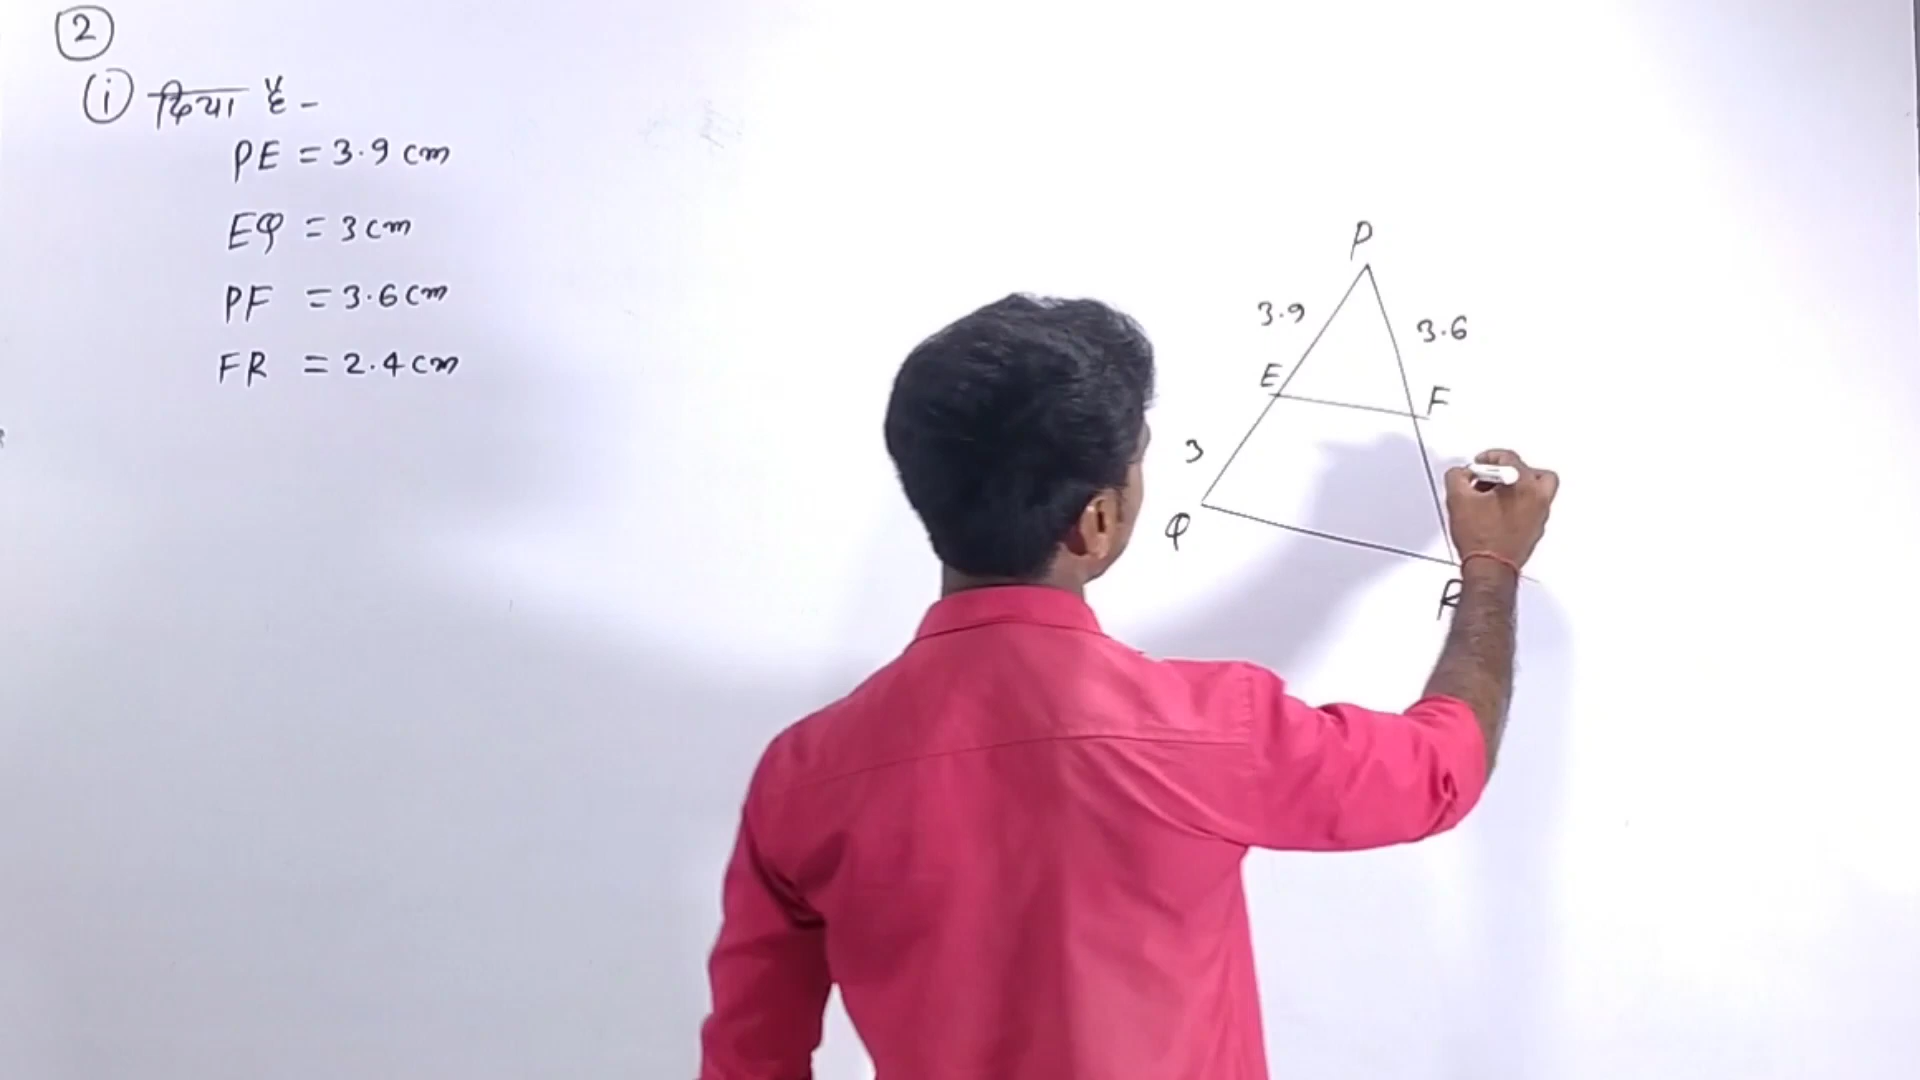 2
(i) दिया है -
PE = 3.9 cm
EQ = 3 cm
PF = 3.6 cm
FR = 2.4 cm
P
3.9
3.6
E
F
3
Q
R